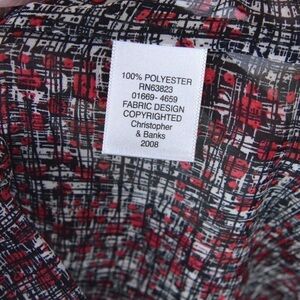 100% POLYESTER
RN63823
01669- 4659
FABRIC DESIGN
COPYRIGHTED
Christopher
& Banks
2008